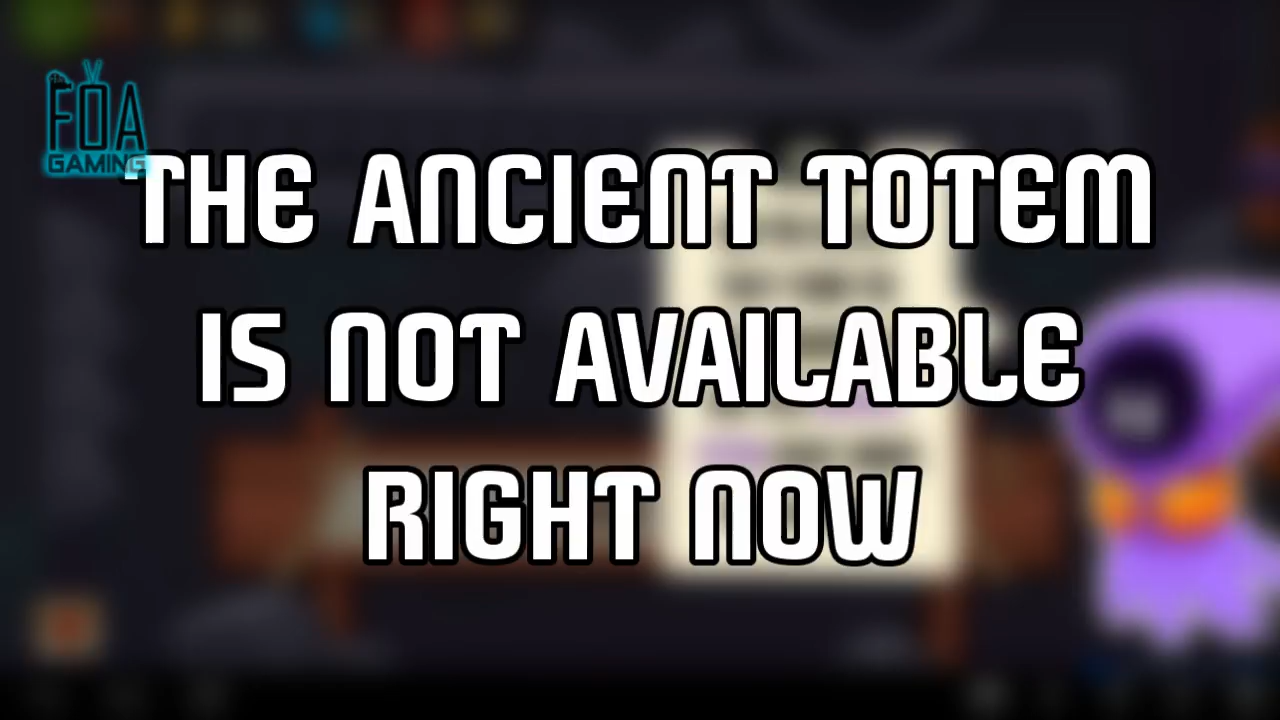 FOA
GAMING
THE ANCIENT TOTEM
IS NOT AVAILABLE
RIGHT NOW